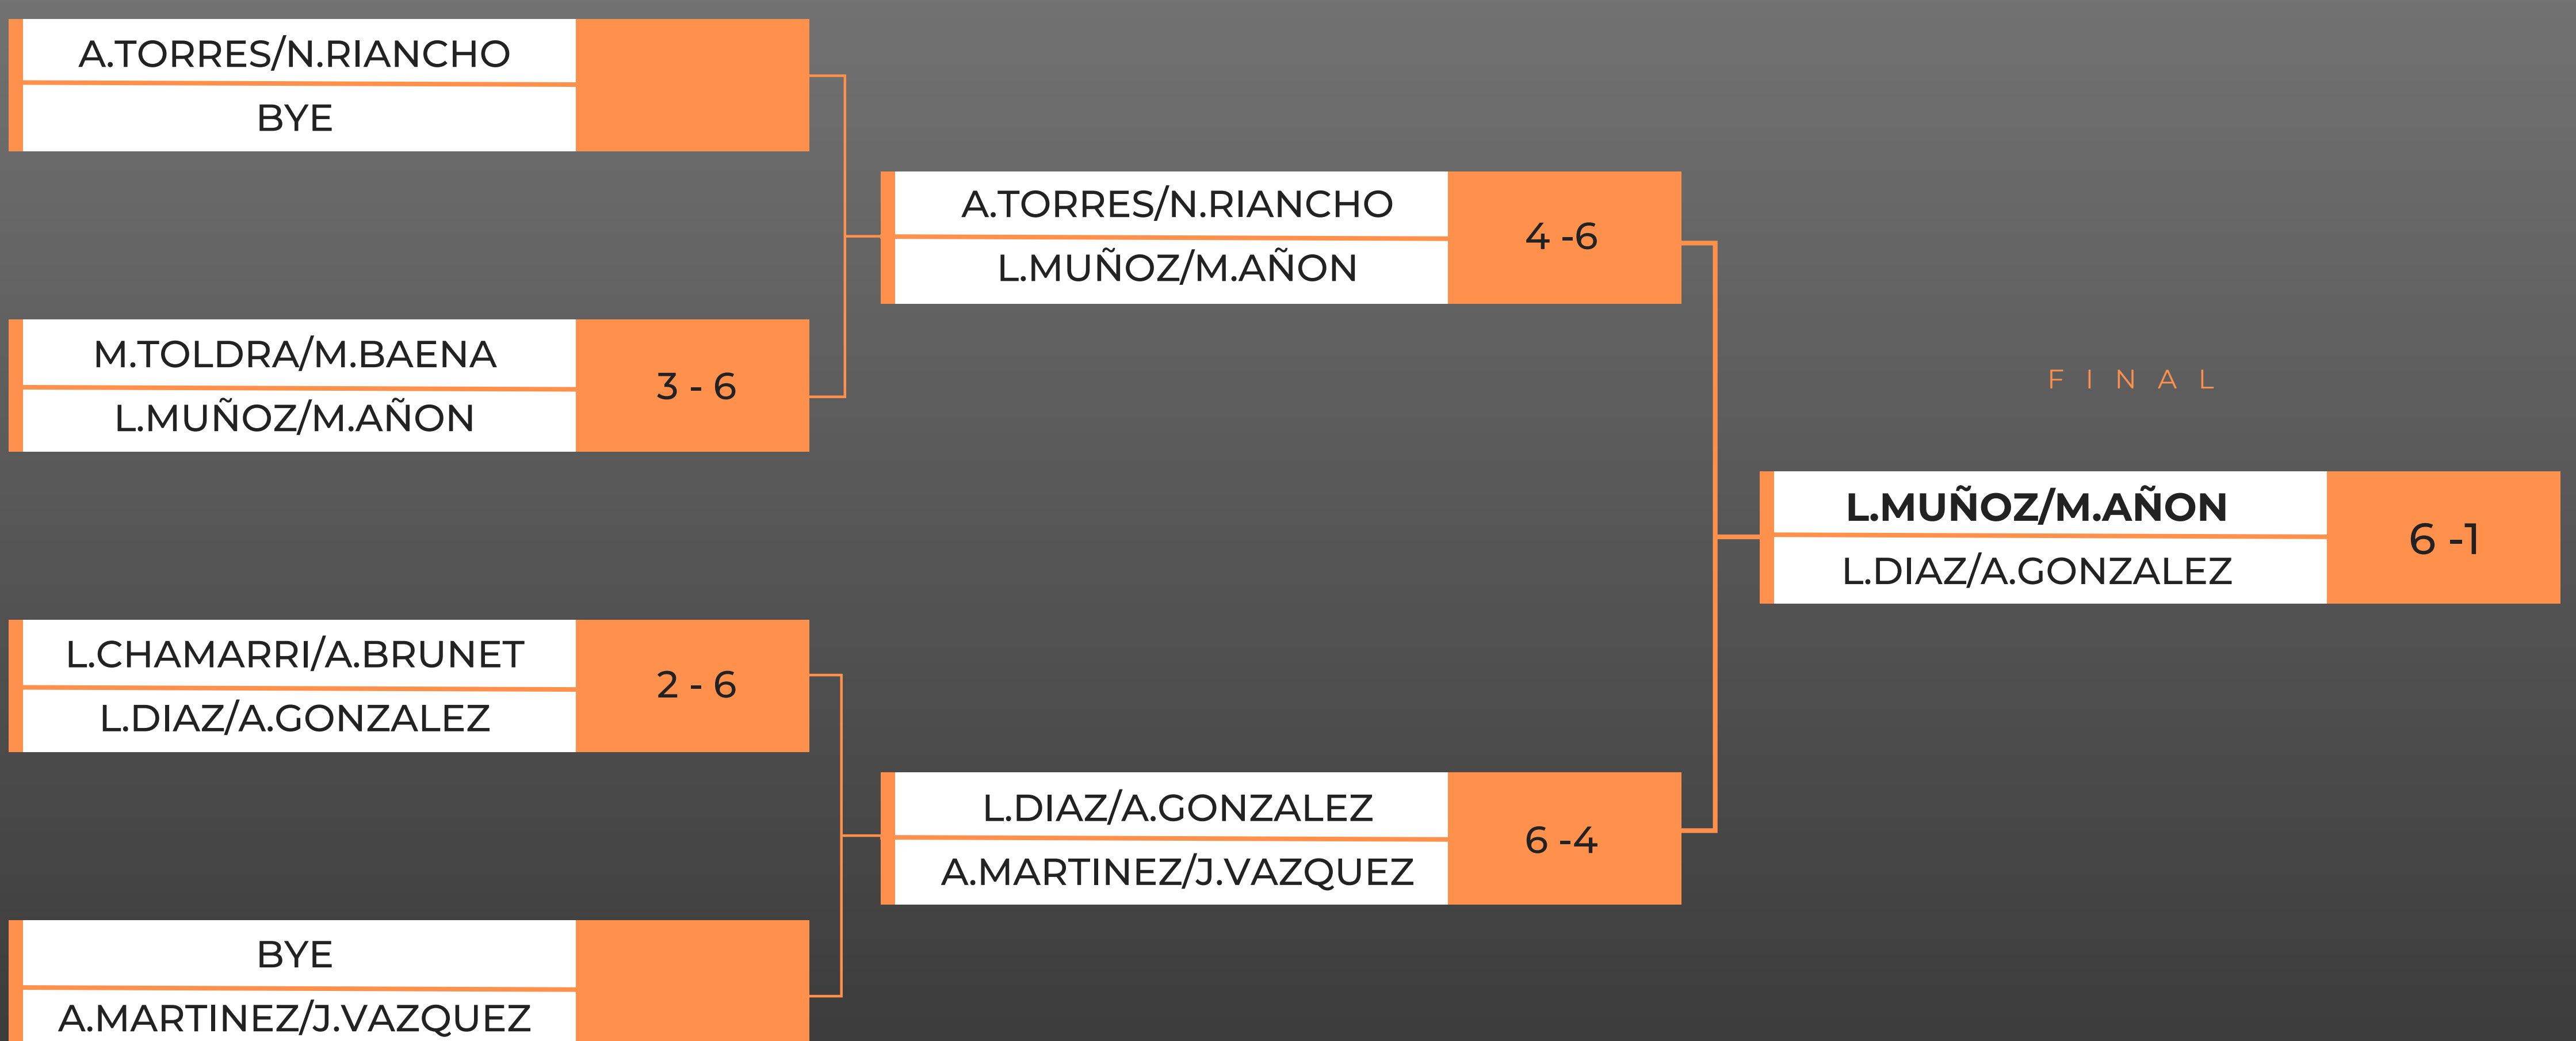 A.TORRES/N.RIANCHO
BYE
M.TOLDRA/M.BAENA
L.MUÑOZ/M.AÑON
3 - 6
L.CHAMARRI/A.BRUNET
L.DIAZ/A.GONZALEZ
2 - 6
BYE
A.MARTINEZ/J.VAZQUEZ
A.TORRES/N.RIANCHO
L.MUÑOZ/M.AÑON
4 -6
L.DIAZ/A.GONZALEZ
A.MARTINEZ/J.VAZQUEZ
6 -4
FINAL
L.MUÑOZ/M.AÑON
L.DIAZ/A.GONZALEZ
6 -1